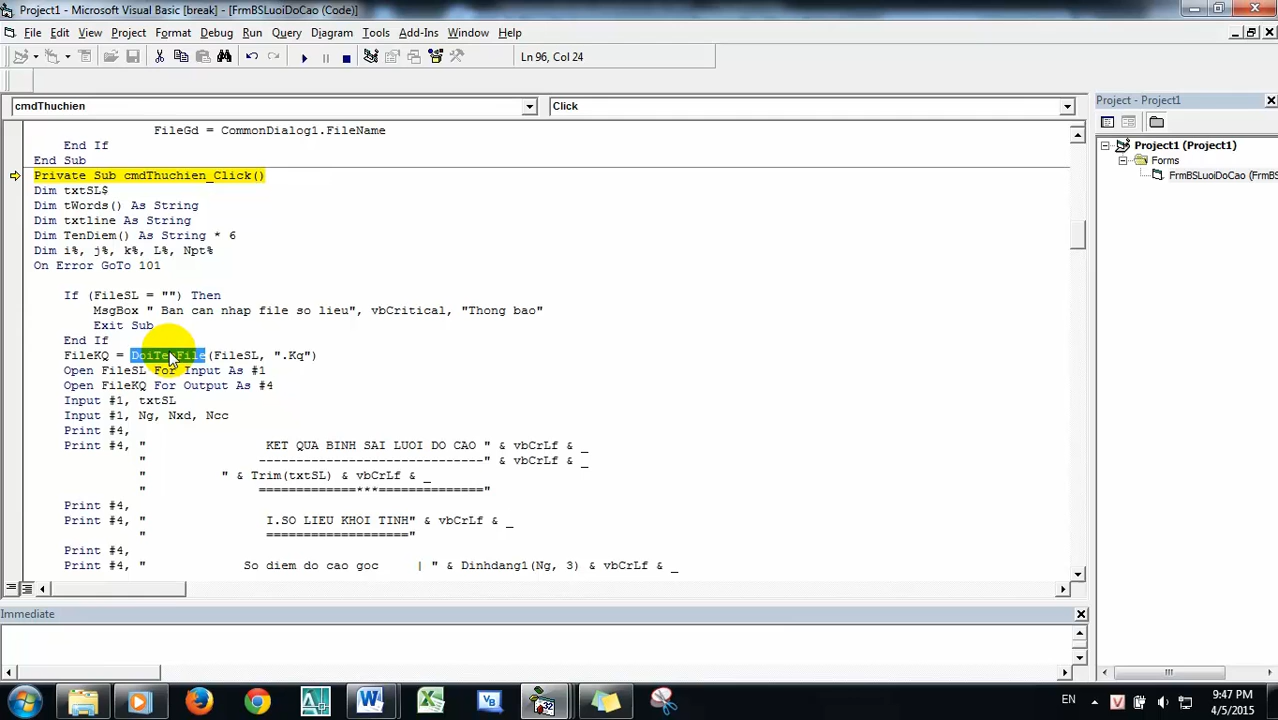 Project1 - Microsoft Visual Basic [break] - [FrmBSLuoiDoCao (Code)]
File Edit View Project Format Debug Run Query Diagram Tools Add-Ins Window Help
Ln 96, Col 24
cmdThuchien Click
Project - Project1
FileGd = CommonDialog1.FileName
End If
End Sub
Private Sub cmdThuchien_Click()
Dim txtSL$
Dim tWords() As String
Dim txtline As String
Dim TenDiem() As String * 6
Dim i%, j%, k%, L%, Npt%
On Error GoTo 101
If (FileSL = "") Then
MsgBox " Ban can nhap file so lieu", vbCritical, "Thong bao"
Exit Sub
End If
FileKQ = DoiTenFile(FileSL, ".Kq")
Open FileSL For Input As #1
Open FileKQ For Output As #4
Input #1, txtSL
Input #1, Ng, Nxd, Ncc
Print #4,
Print #4, " KET QUA BINH SAI LUOI DO CAO " & vbCrLf & _
" ------------------------------" & vbCrLf & _
" " & Trim(txtSL) & vbCrLf & _
" =============***=============="
Print #4,
Print #4, " I.SO LIEU KHOI TINH" & vbCrLf & _
" ==================="
Print #4,
Print #4, " So diem do cao goc | " & Dinhdang1(Ng, 3) & vbCrLf & _
Project1 (Project1)
Forms
FrmBSLuoiDoCao (FrmBS
Immediate
EN
9:47 PM
4/5/2015